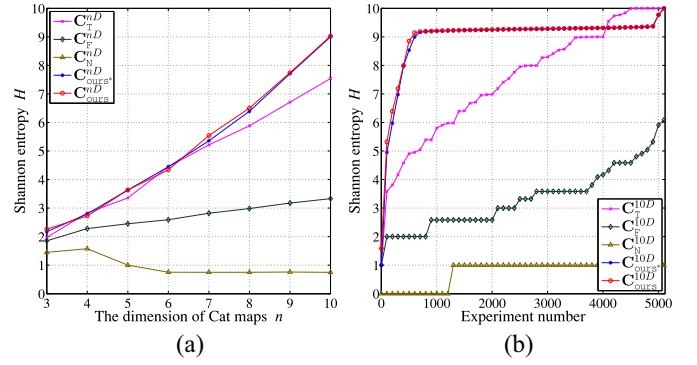 Shannon entropy H
10
9
8
7
6
5
4
3
2
1
0
C_T^{nD}
C_F^{nD}
C_N^{nD}
C_{ours*}^{nD}
C_{ours}^{nD}
3 4 5 6 7 8 9 10
The dimension of Cat maps n
(a)
Shannon entropy H
10
9
8
7
6
5
4
3
2
1
0
C_T^{10D}
C_F^{10D}
C_N^{10D}
C_{ours*}^{10D}
C_{ours}^{10D}
0 1000 2000 3000 4000 5000
Experiment number
(b)